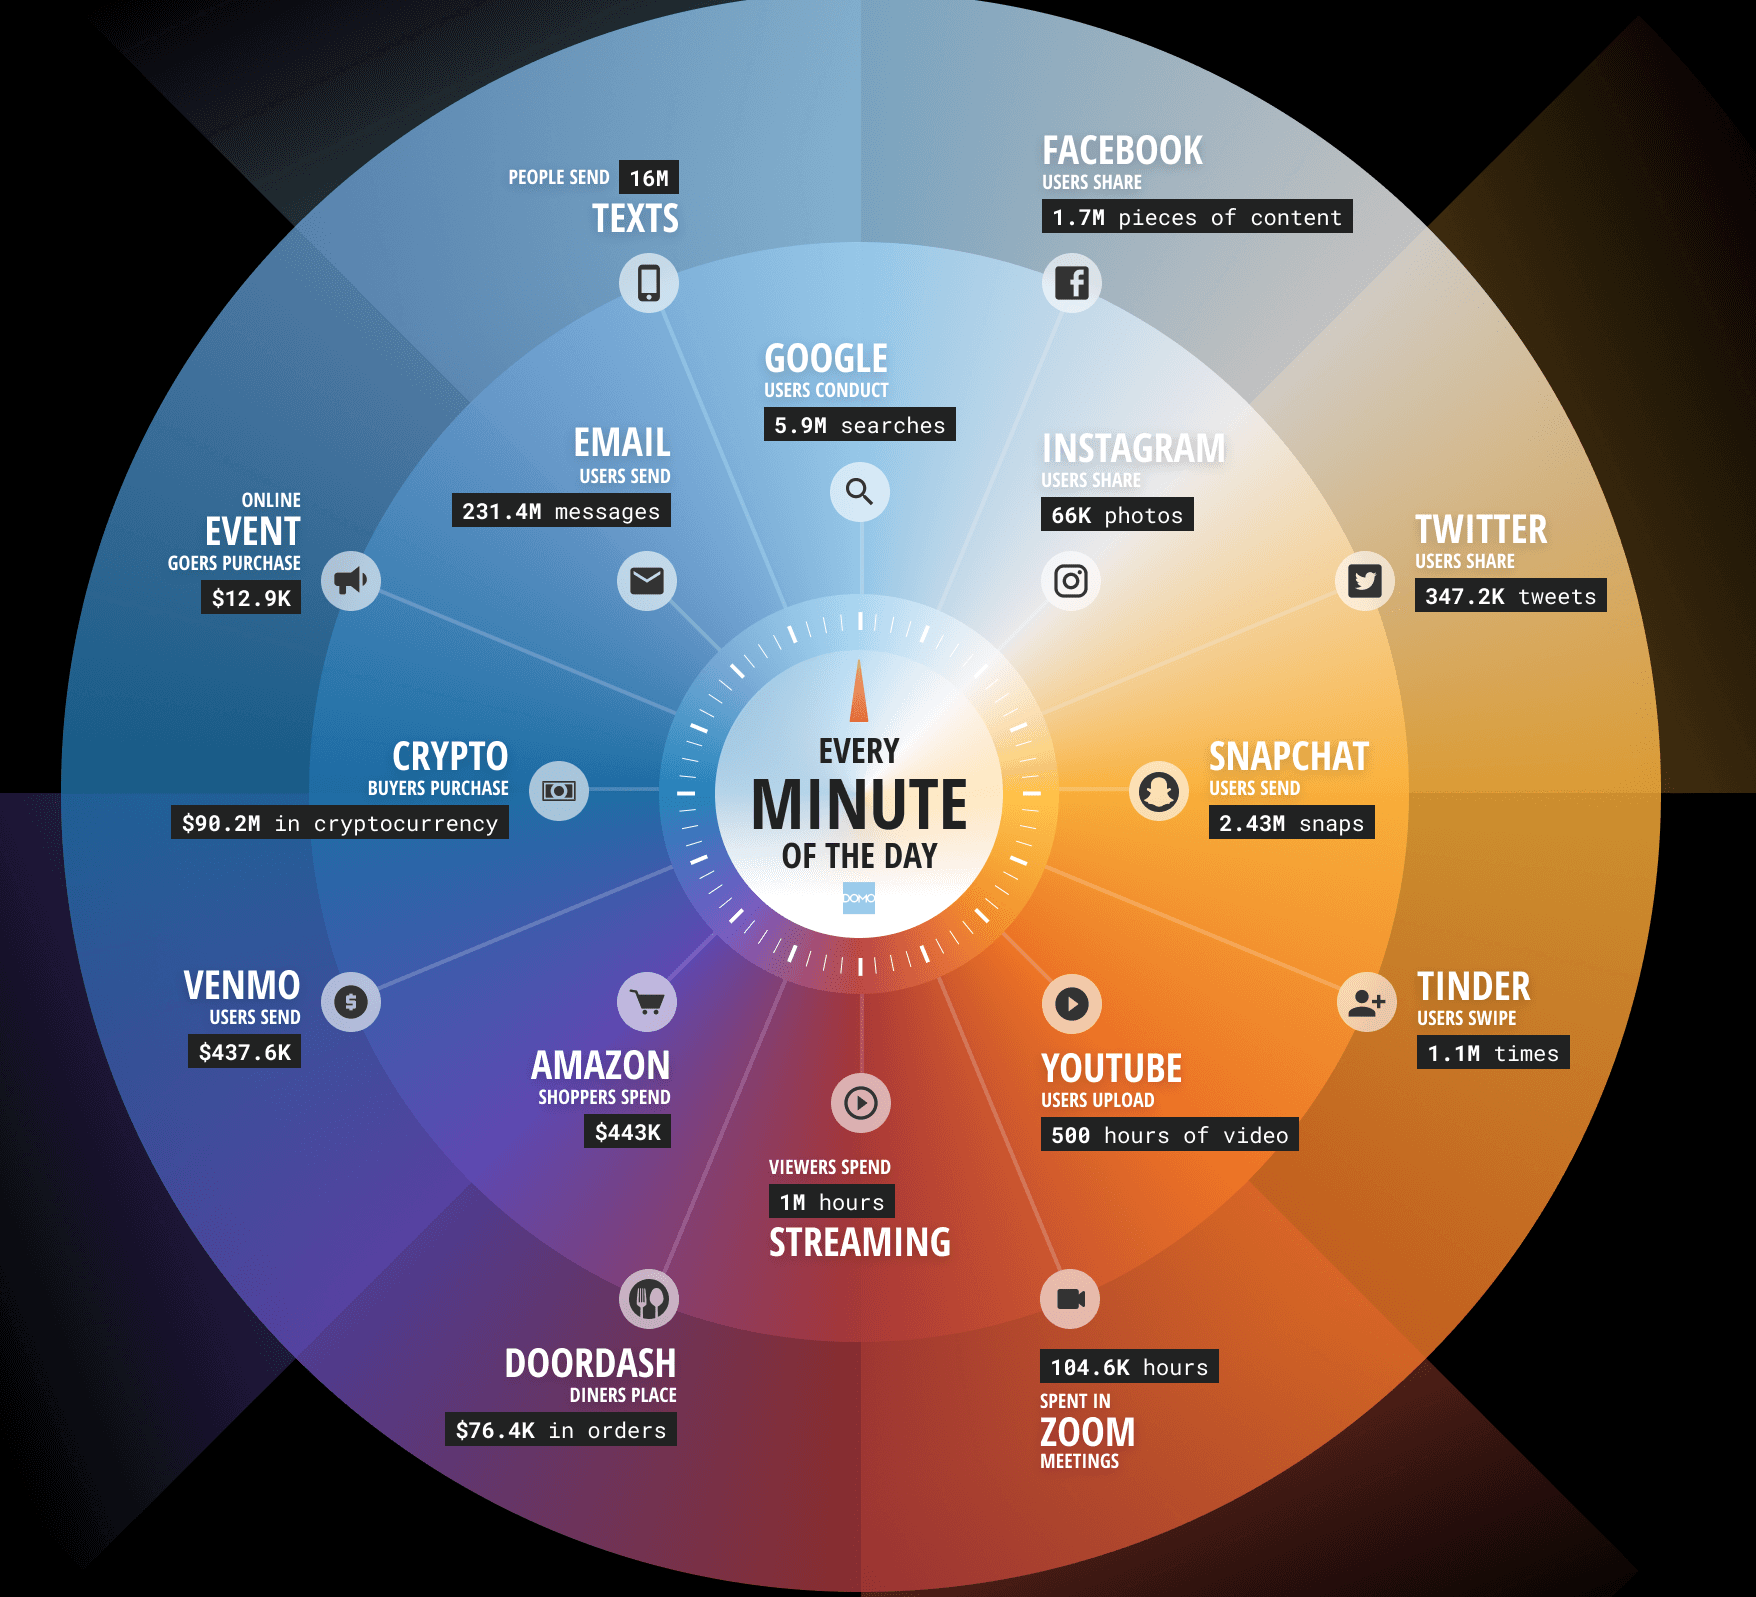 PEOPLE SEND 16M
TEXTS
FACEBOOK
USERS SHARE
1.7M pieces of content
GOOGLE
USERS CONDUCT
5.9M searches
EMAIL
USERS SEND
231.4M messages
INSTAGRAM
USERS SHARE
66K photos
ONLINE
EVENT
GOERS PURCHASE
$12.9K
TWITTER
USERS SHARE
347.2K tweets
CRYPTO
BUYERS PURCHASE
$90.2M in cryptocurrency
EVERY
MINUTE
OF THE DAY
DOMO
SNAPCHAT
USERS SEND
2.43M snaps
VENMO
USERS SEND
$437.6K
AMAZON
SHOPPERS SPEND
$443K
VIEWERS SPEND
1M hours
STREAMING
YOUTUBE
USERS UPLOAD
500 hours of video
TINDER
USERS SWIPE
1.1M times
DOORDASH
DINERS PLACE
$76.4K in orders
104.6K hours
SPENT IN
ZOOM
MEETINGS